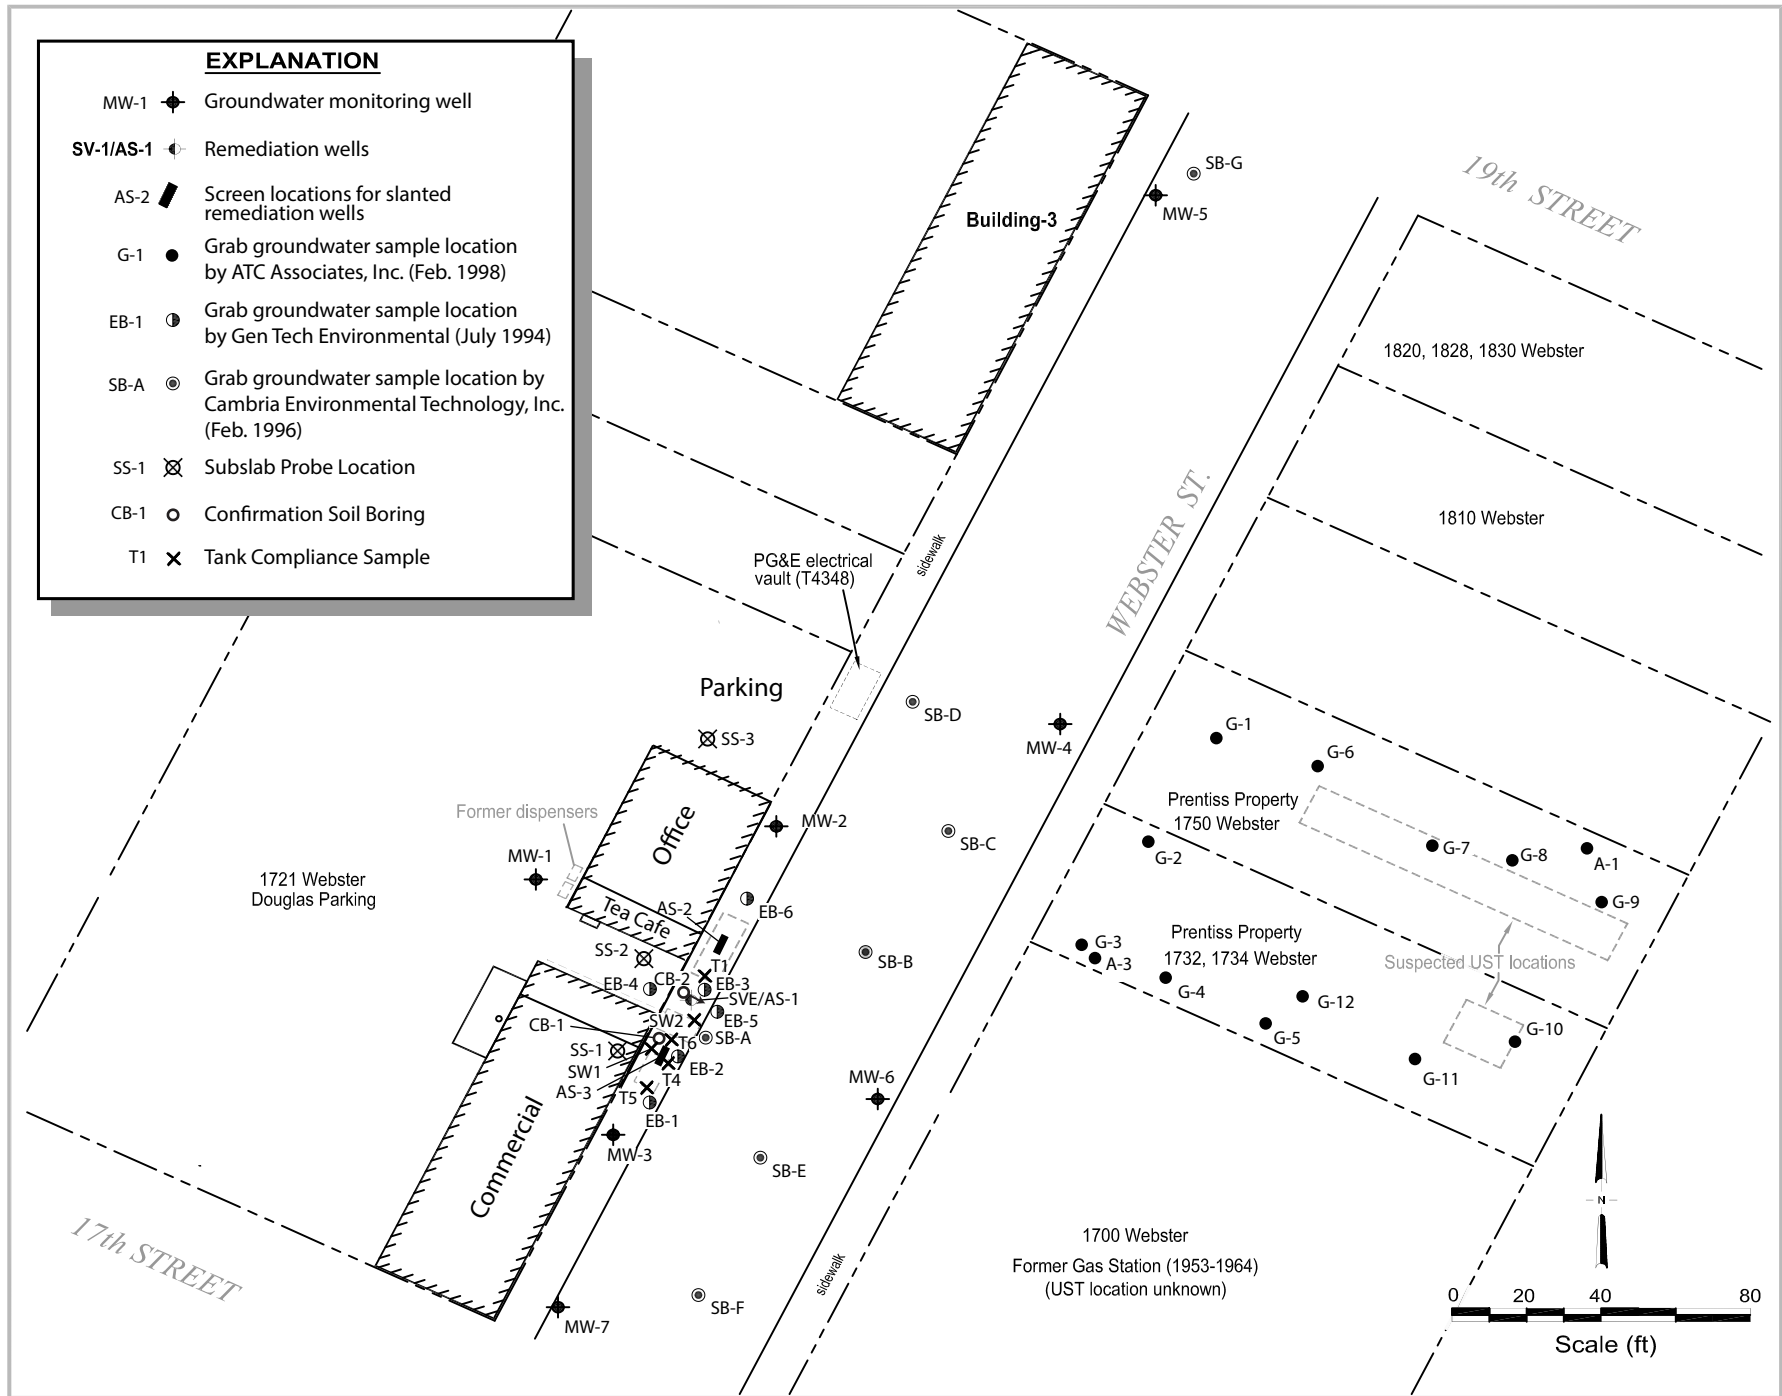 EXPLANATION
MW-1 Groundwater monitoring well
SV-1/AS-1 Remediation wells
AS-2 Screen locations for slanted
remediation wells
G-1 Grab groundwater sample location
by ATC Associates, Inc. (Feb. 1998)
EB-1 Grab groundwater sample location
by Gen Tech Environmental (July 1994)
SB-A Grab groundwater sample location by
Cambria Environmental Technology, Inc.
(Feb. 1996)
SS-1 Subslab Probe Location
CB-1 Confirmation Soil Boring
T1 Tank Compliance Sample
Building-3
SB-G
MW-5
19th STREET
1820, 1828, 1830 Webster
1810 Webster
WEBSTER ST.
sidewalk
PG&E electrical
vault (T4348)
Parking
SS-3
SB-D
MW-4
G-1
G-6
Prentiss Property
1750 Webster
G-2
G-7
G-8
A-1
G-9
Former dispensers
MW-1
Office
MW-2
SB-C
1721 Webster
Douglas Parking
Tea Cafe
AS-2
EB-6
SS-2
SB-B
G-3
A-3
Prentiss Property
1732, 1734 Webster
Suspected UST locations
G-4
G-12
G-5
G-10
G-11
T1
EB-4
CB-2
EB-3
SVE/AS-1
CB-1
SW2
EB-5
SB-A
SS-1
T6
SW1
EB-2
AS-3
T4
T5
EB-1
MW-6
MW-3
Commercial
SB-E
17th STREET
MW-7
SB-F
sidewalk
1700 Webster
Former Gas Station (1953-1964)
(UST location unknown)
N
0 20 40 80
Scale (ft)